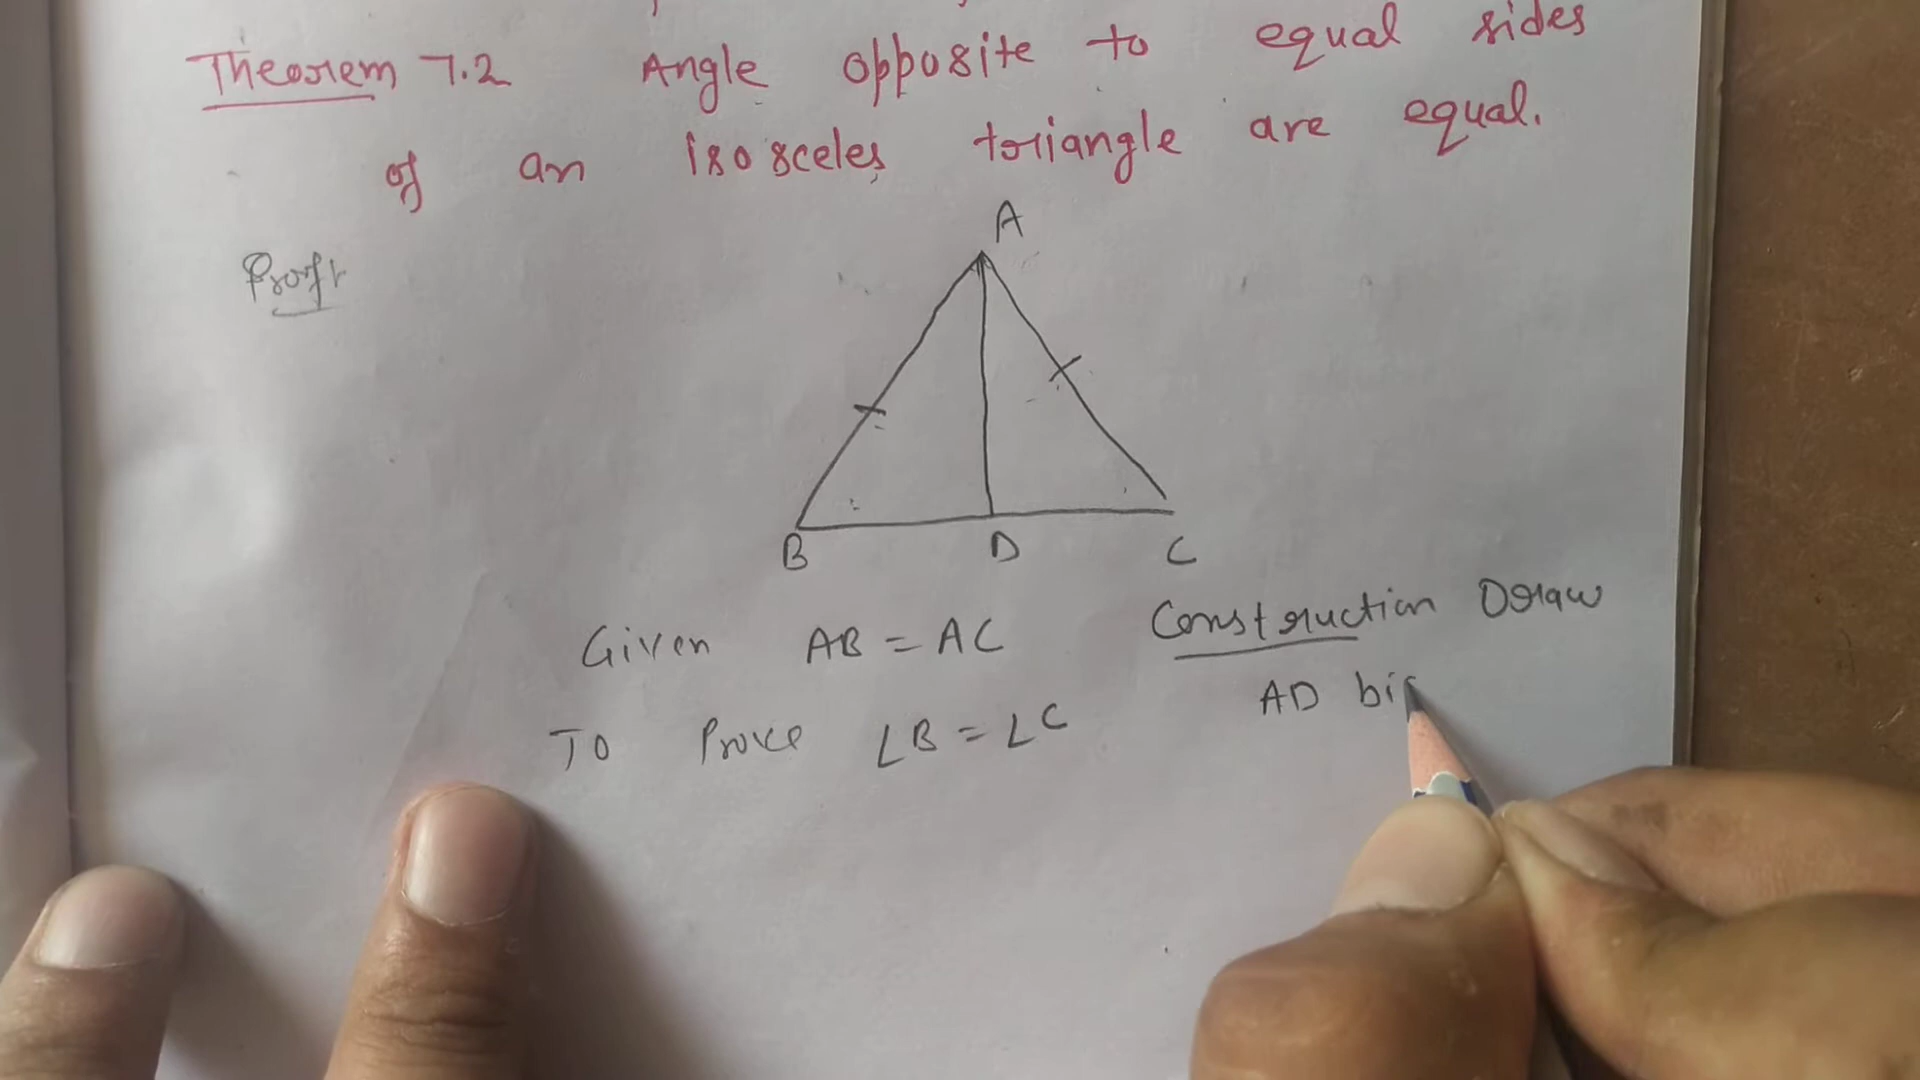 Theorem 7.2 Angle opposite to equal sides
of an isosceles triangle are equal.
Proof
A
B D C
Given AB = AC
Construction Draw
AD bis
To Prove ∠B = ∠C